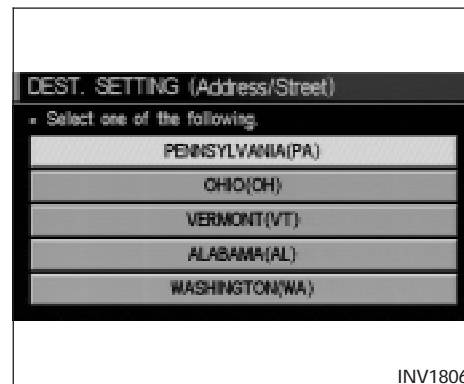 DEST. SETTING (Address/Street)
Select one of the following.
PENNSYLVANIA(PA)
OHIO(OH)
VERMONT(VT)
ALABAMA(AL)
WASHINGTON(WA)
INV1806